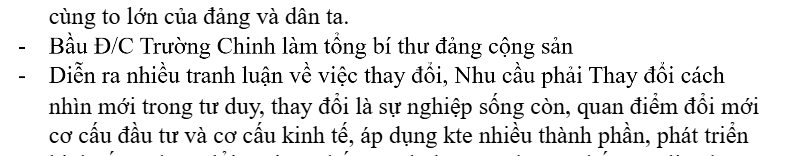 cùng to lớn của đảng và dân ta.
- Bầu Đ/C Trường Chinh làm tổng bí thư đảng cộng sản
- Diễn ra nhiều tranh luận về việc thay đổi, Nhu cầu phải Thay đổi cách
nhìn mới trong tư duy, thay đổi là sự nghiệp sống còn, quan điểm đổi mới
cơ cấu đầu tư và cơ cấu kinh tế, áp dụng kte nhiều thành phần, phát triển